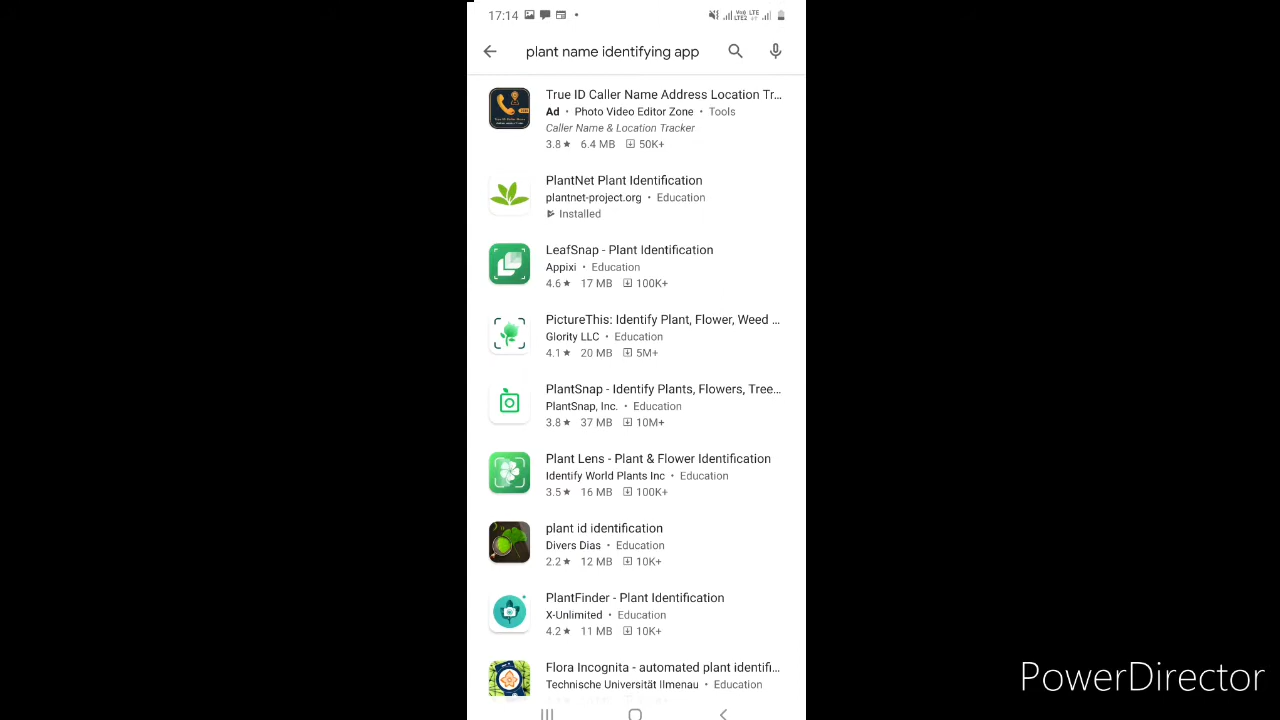 17:14
plant name identifying app
True ID Caller Name Address Location Tr...
Ad • Photo Video Editor Zone • Tools
Caller Name & Location Tracker
3.8★ 6.4 MB 50K+
PlantNet Plant Identification
plantnet-project.org • Education
Installed
LeafSnap - Plant Identification
Appixi • Education
4.6★ 17 MB 100K+
PictureThis: Identify Plant, Flower, Weed ...
Glority LLC • Education
4.1★ 20 MB 5M+
PlantSnap - Identify Plants, Flowers, Tree...
PlantSnap, Inc. • Education
3.8★ 37 MB 10M+
Plant Lens - Plant & Flower Identification
Identify World Plants Inc • Education
3.5★ 16 MB 100K+
plant id identification
Divers Dias • Education
2.2★ 12 MB 10K+
PlantFinder - Plant Identification
X-Unlimited • Education
4.2★ 11 MB 10K+
Flora Incognita - automated plant identifi...
Technische Universität Ilmenau • Education
PowerDirector